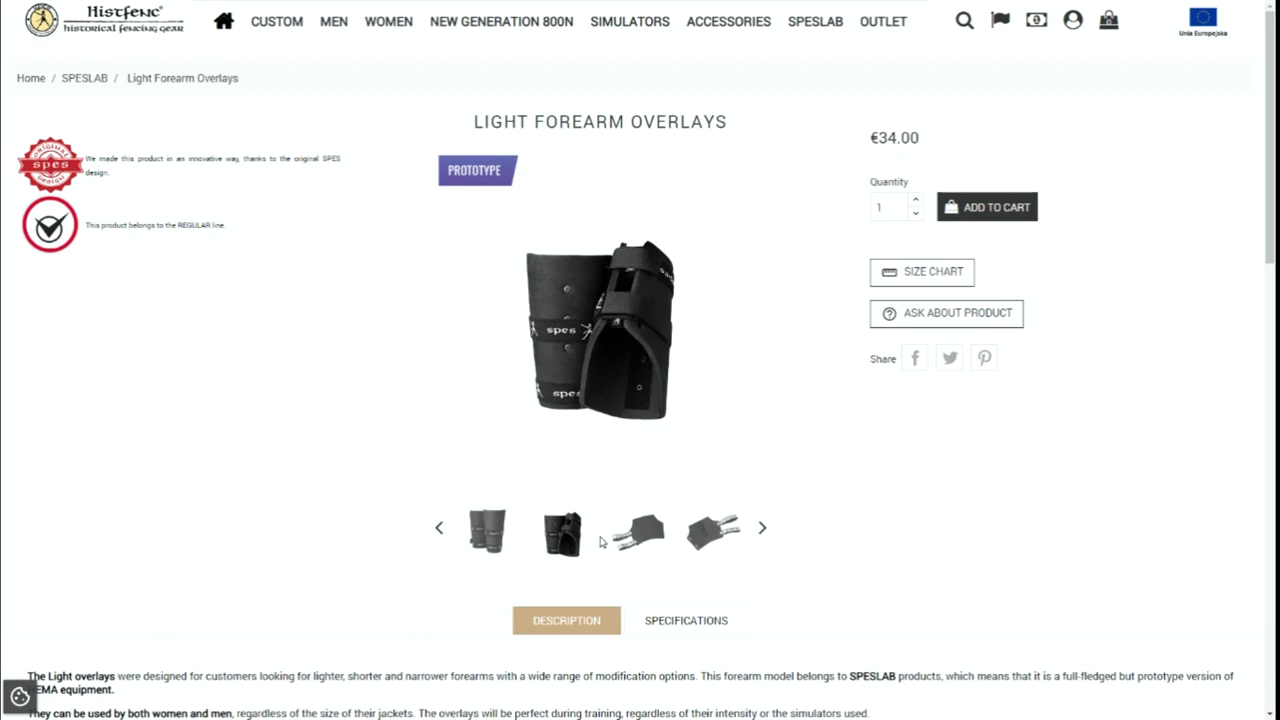 Histfenc®
historical fencing gear
CUSTOM MEN WOMEN NEW GENERATION 800N SIMULATORS ACCESSORIES SPESLAB OUTLET
Unia Europejska
Home / SPESLAB / Light Forearm Overlays
LIGHT FOREARM OVERLAYS
€34.00
ORIGINAL
spes
DESIGN
We made this product in an innovative way, thanks to the original SPES
design.
PROTOTYPE
Quantity
1
ADD TO CART
This product belongs to the REGULAR line.
SIZE CHART
ASK ABOUT PRODUCT
spes
spes
Share
DESCRIPTION
SPECIFICATIONS
The Light overlays were designed for customers looking for lighter, shorter and narrower forearms with a wide range of modification options. This forearm model belongs to SPESLAB products, which means that it is a full-fledged but prototype version of
EMA equipment.
They can be used by both women and men, regardless of the size of their jackets. The overlays will be perfect during training, regardless of their intensity or the simulators used.